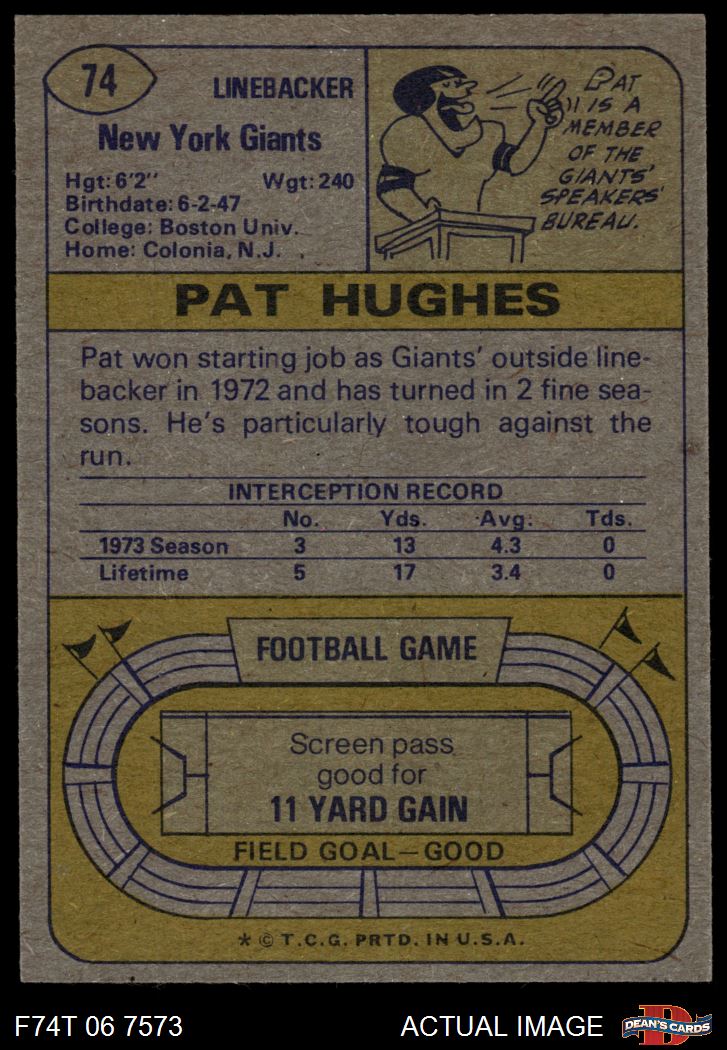 74
LINEBACKER
New York Giants
Hgt: 6'2" Wgt: 240
Birthdate: 6-2-47
College: Boston Univ.
Home: Colonia, N.J.
PAT
IS A
MEMBER
OF THE
GIANTS'
SPEAKERS'
BUREAU.
PAT HUGHES
Pat won starting job as Giants' outside line-
backer in 1972 and has turned in 2 fine sea-
sons. He's particularly tough against the
run.
INTERCEPTION RECORD
No. Yds. Avg. Tds.
1973 Season 3 13 4.3 0
Lifetime 5 17 3.4 0
FOOTBALL GAME
Screen pass
good for
11 YARD GAIN
FIELD GOAL—GOOD
* © T.C.G. PRTD. IN U.S.A.
F74T 06 7573 ACTUAL IMAGE
D
DEAN'S CARDS